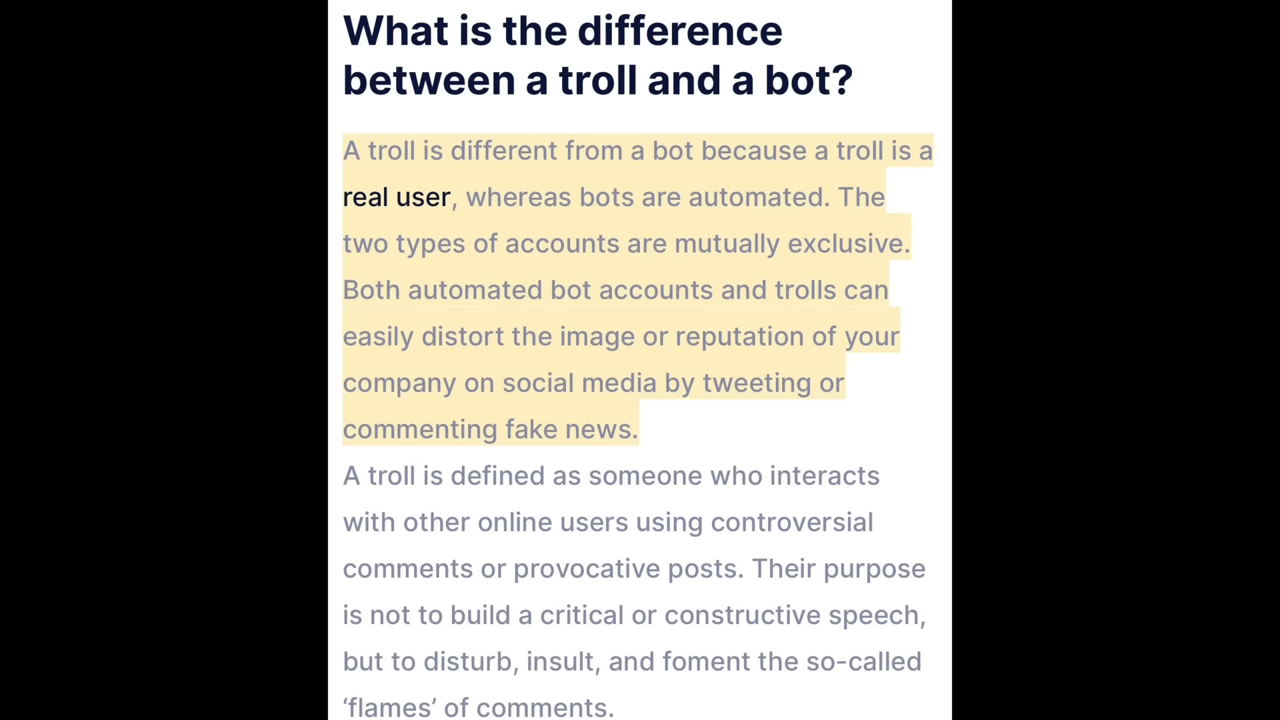 What is the difference
between a troll and a bot?
A troll is different from a bot because a troll is a
real user, whereas bots are automated. The
two types of accounts are mutually exclusive.
Both automated bot accounts and trolls can
easily distort the image or reputation of your
company on social media by tweeting or
commenting fake news.
A troll is defined as someone who interacts
with other online users using controversial
comments or provocative posts. Their purpose
is not to build a critical or constructive speech,
but to disturb, insult, and foment the so-called
‘flames’ of comments.